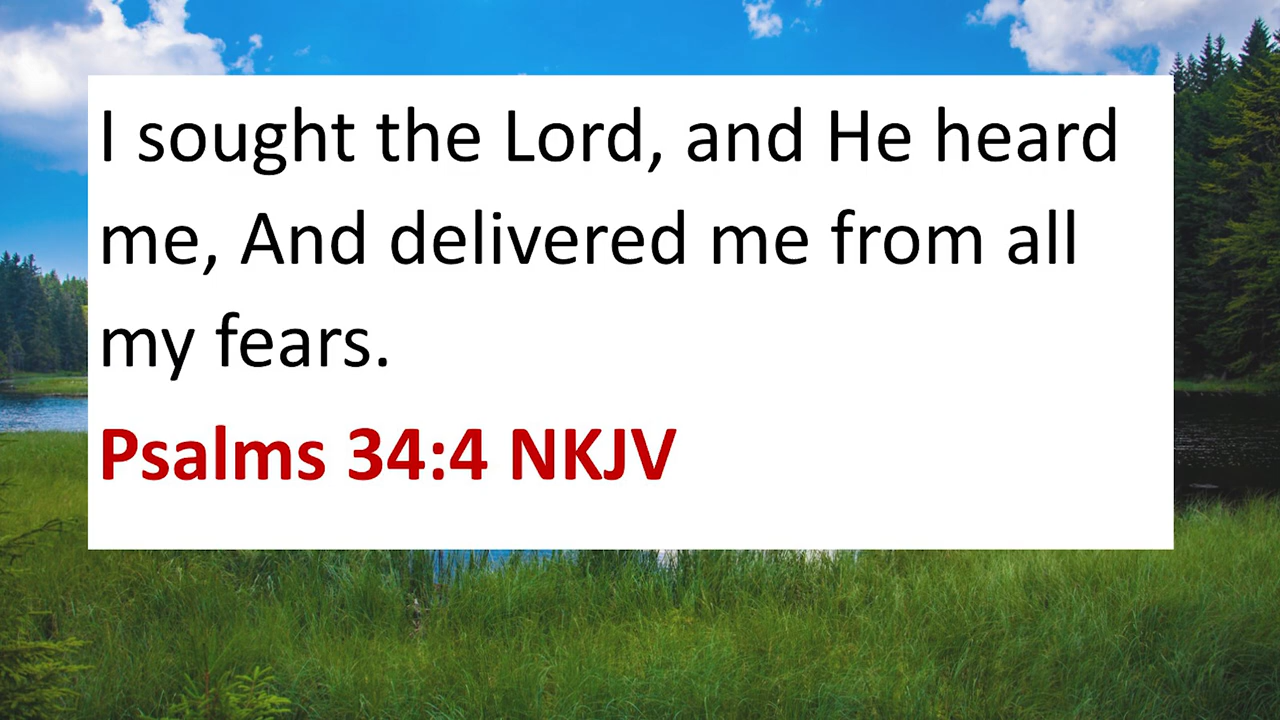 I sought the Lord, and He heard
me, And delivered me from all
my fears.
Psalms 34:4 NKJV